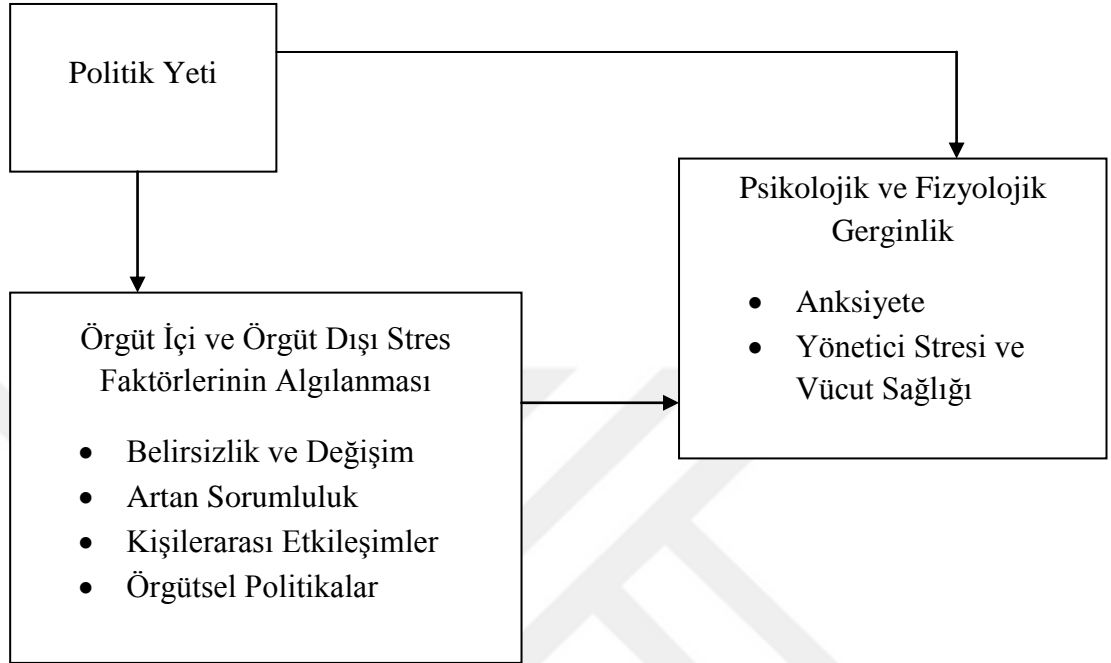 Politik Yeti
Psikolojik ve Fizyolojik
Gerginlik
• Anksiyete
• Yönetici Stresi ve
Vücut Sağlığı
Örgüt İçi ve Örgüt Dışı Stres
Faktörlerinin Algılanması
• Belirsizlik ve Değişim
• Artan Sorumluluk
• Kişilerarası Etkileşimler
• Örgütsel Politikalar